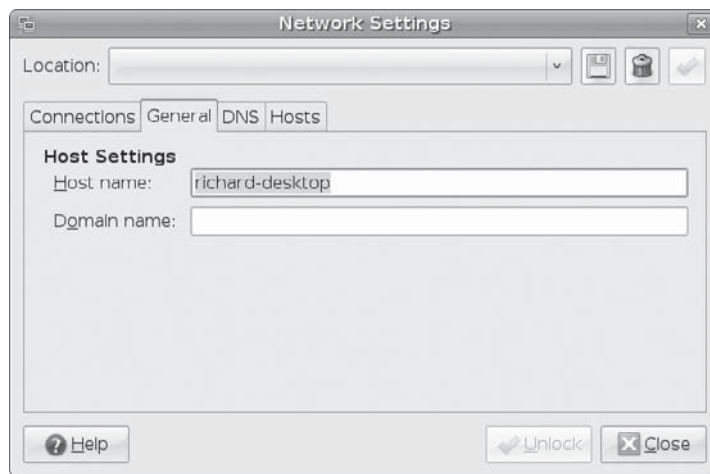 Network Settings
Location:
Connections General DNS Hosts
Host Settings
Host name: richard-desktop
Domain name:
Help Unlock Close